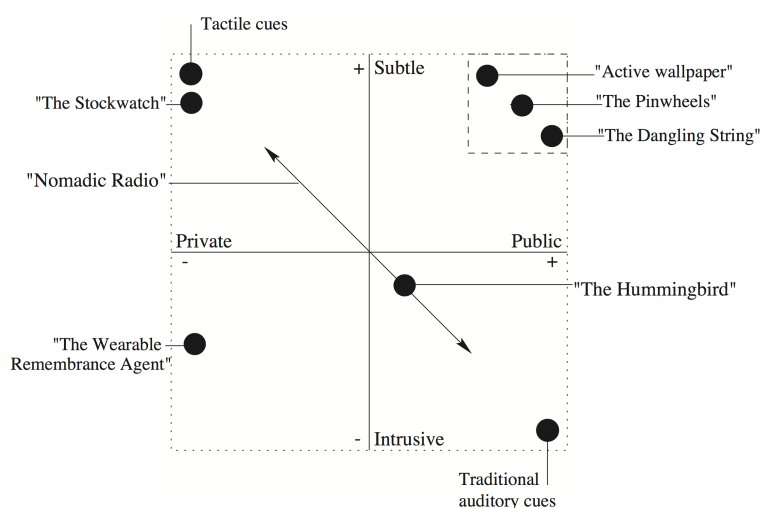 Tactile cues
+ Subtle
"Active wallpaper"
"The Stockwatch"
"The Pinwheels"
"The Dangling String"
"Nomadic Radio"
Private
Public
-
+
"The Hummingbird"
"The Wearable
Remembrance Agent"
- Intrusive
Traditional
auditory cues